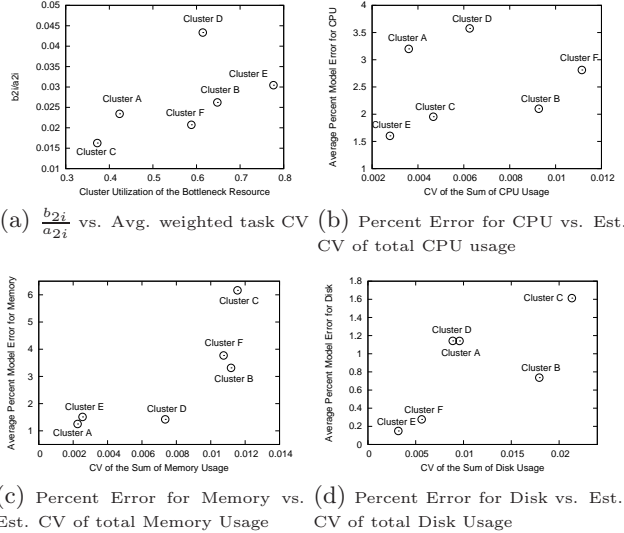 0.05
0.045
0.04
0.035
0.03
0.025
0.02
0.015
0.01
b2i/a2i
Cluster D
Cluster E
Cluster B
Cluster A
Cluster F
Cluster C
0.3 0.4 0.5 0.6 0.7 0.8
Cluster Utilization of the Bottleneck Resource
(a) b2i/a2i vs. Avg. weighted task CV
4
3.5
3
2.5
2
1.5
1
Average Percent Model Error for CPU
Cluster D
Cluster A
Cluster F
Cluster C
Cluster B
Cluster E
0.002 0.004 0.006 0.008 0.01 0.012
CV of the Sum of CPU Usage
(b) Percent Error for CPU vs. Est.
CV of total CPU usage
6
5
4
3
2
1
Average Percent Model Error for Memory
Cluster C
Cluster F
Cluster B
Cluster E
Cluster D
Cluster A
0 0.002 0.004 0.006 0.008 0.01 0.012 0.014
CV of the Sum of Memory Usage
(c) Percent Error for Memory vs.
Est. CV of total Memory Usage
1.8
1.6
1.4
1.2
1
0.8
0.6
0.4
0.2
0
Average Percent Model Error for Disk
Cluster C
Cluster D
Cluster A
Cluster B
Cluster F
Cluster E
0 0.005 0.01 0.015 0.02
CV of the Sum of Disk Usage
(d) Percent Error for Disk vs. Est.
CV of total Disk Usage